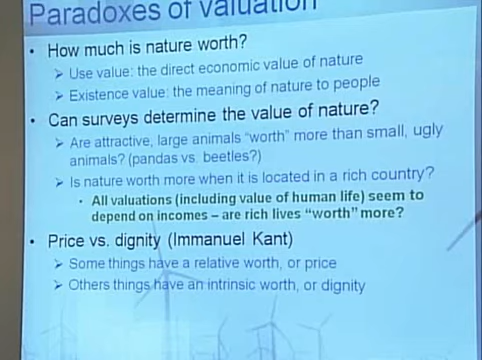 Paradoxes of valuation
• How much is nature worth?
➢ Use value: the direct economic value of nature
➢ Existence value: the meaning of nature to people
• Can surveys determine the value of nature?
➢ Are attractive, large animals "worth" more than small, ugly
animals? (pandas vs. beetles?)
➢ Is nature worth more when it is located in a rich country?
• All valuations (including value of human life) seem to
depend on incomes – are rich lives "worth" more?
• Price vs. dignity (Immanuel Kant)
➢ Some things have a relative worth, or price
➢ Others things have an intrinsic worth, or dignity